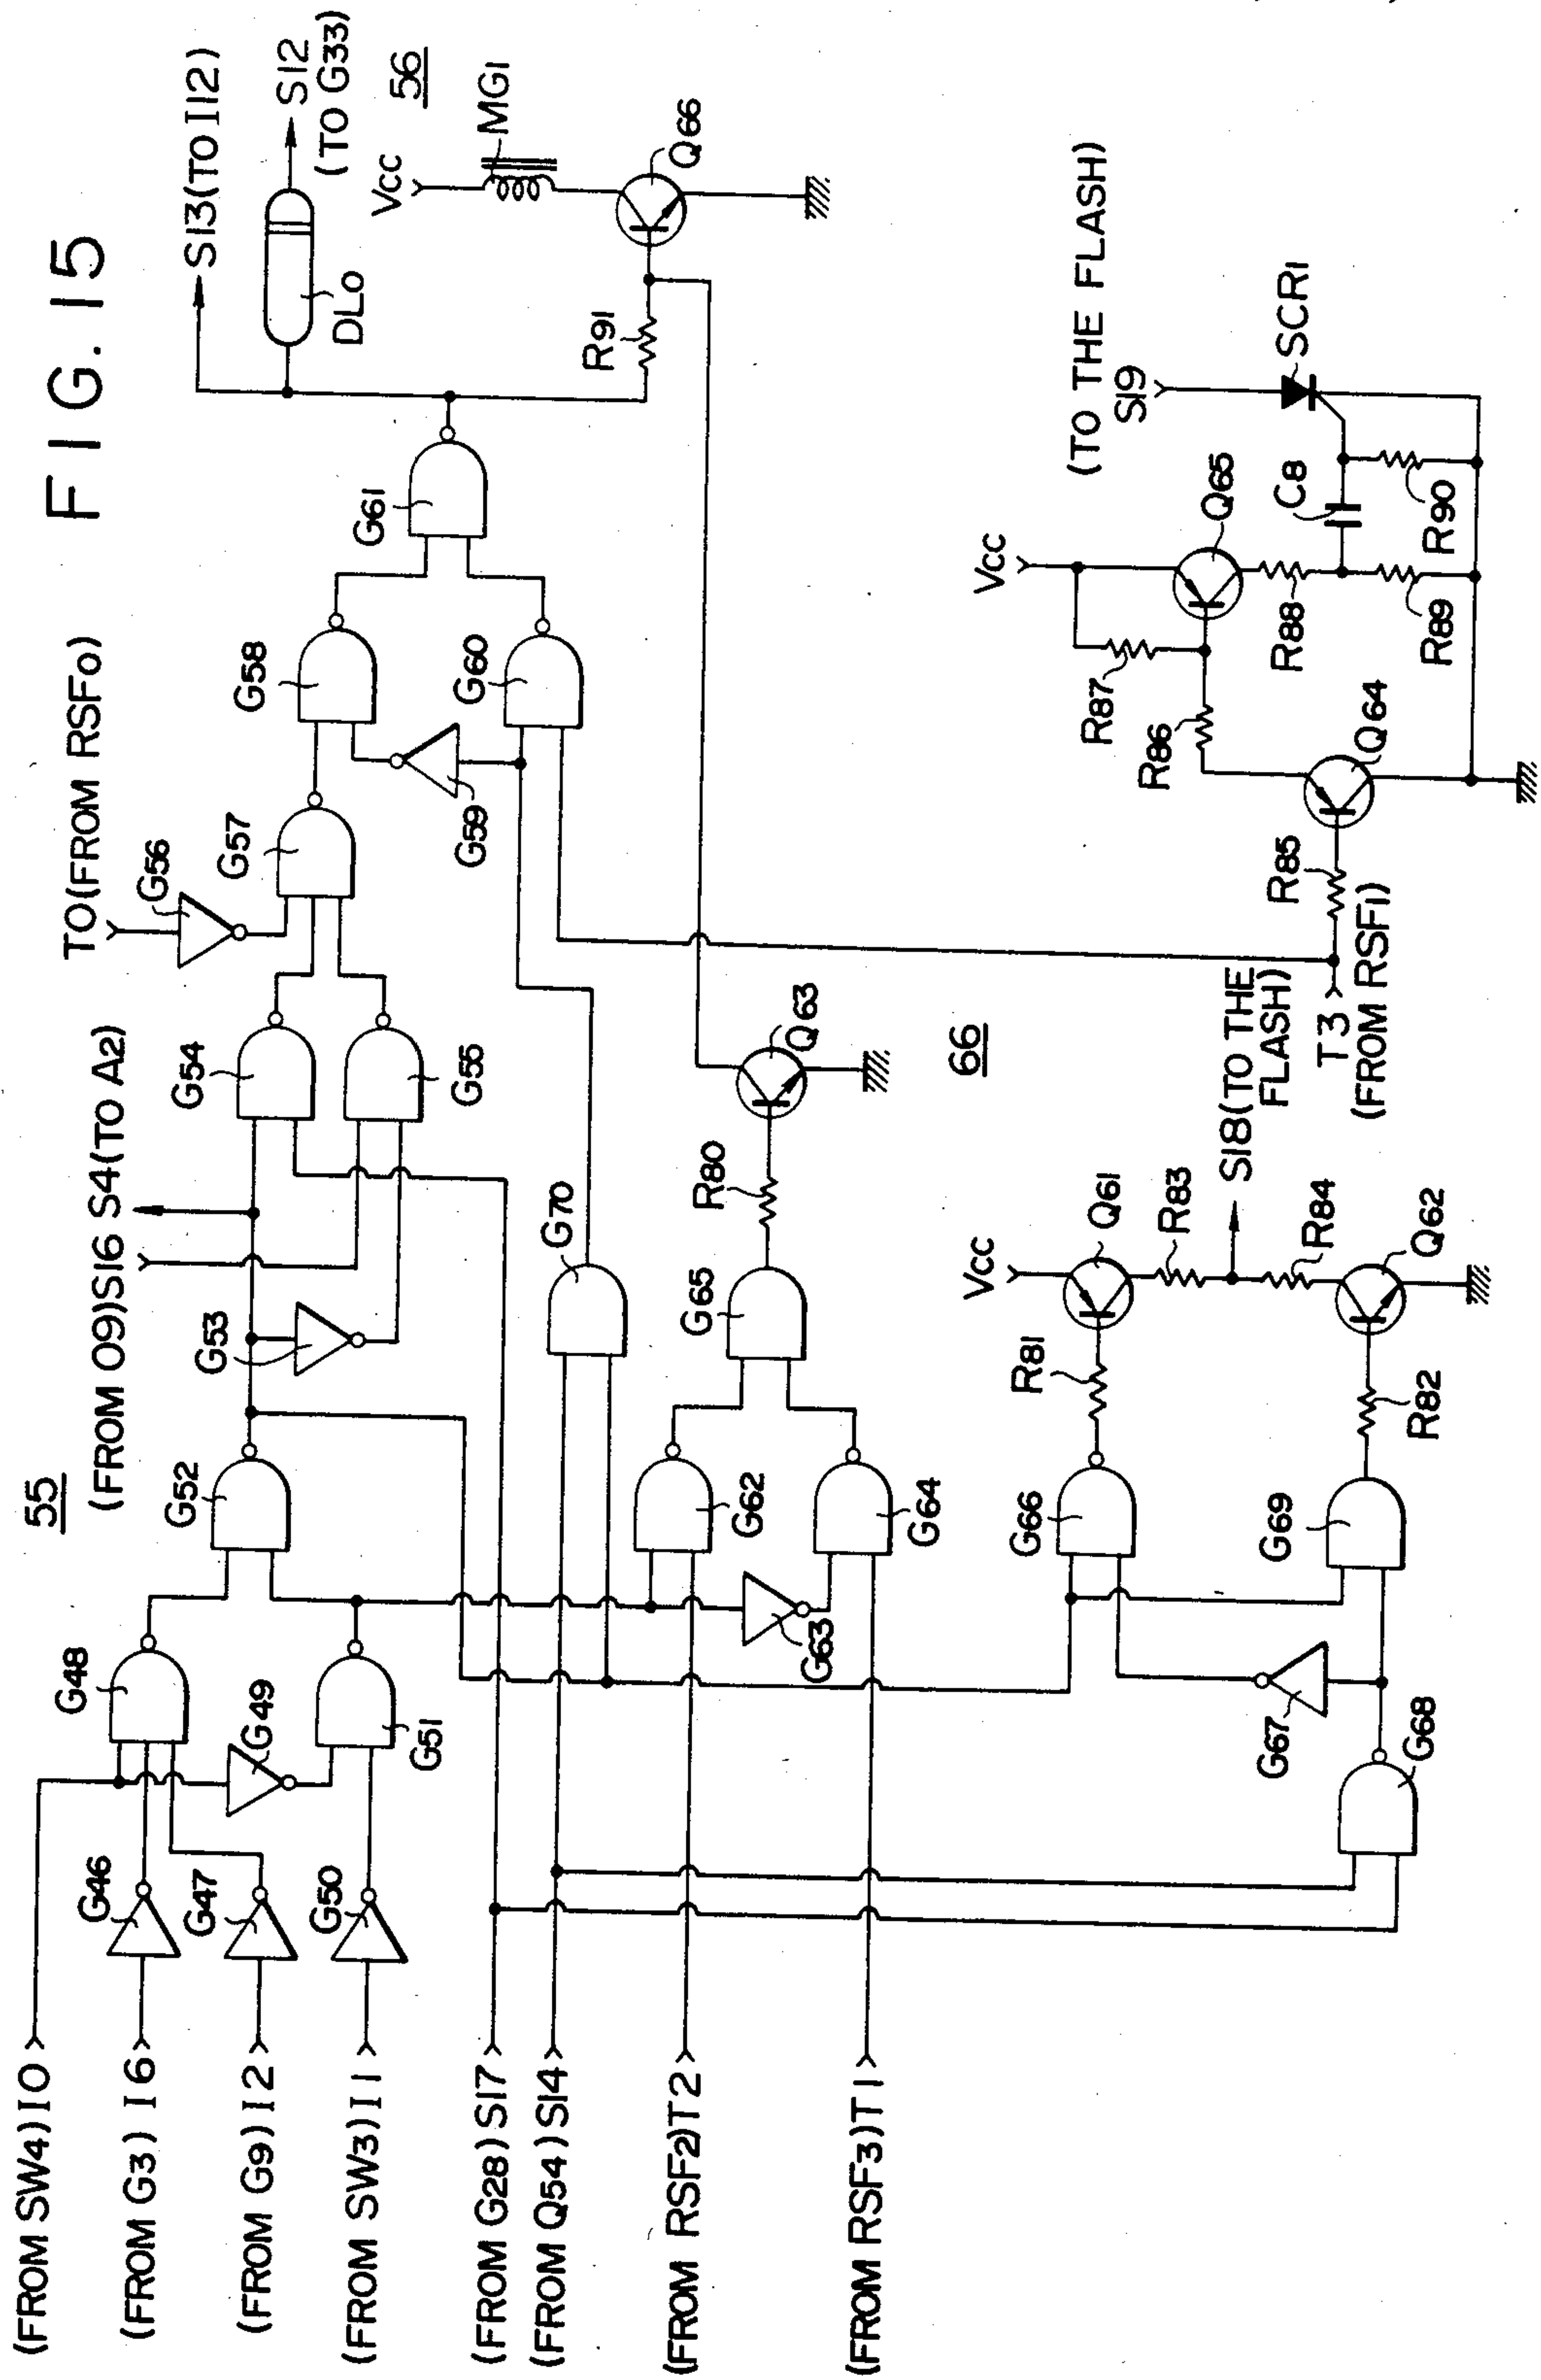 FIG. 15
(FROM SW4) I0
(FROM G3) I6
(FROM G9) I2
(FROM SW3) I1
(FROM G28) S17
(FROM Q54) S14
(FROM RSF2) T2
(FROM RSF3) T1
55
G46
G47
G50
G48
G49
G51
G52
G53
(FROM O9) S16
S4 (TO A2)
G54
G55
TO (FROM RSF0)
G56
G57
G58
G59
G60
G61
S13 (TO I12)
DL0
S12
(TO G33)
56
Vcc
MG1
R91
Q66
G70
G62
G63
G64
G65
R80
Q63
66
G66
G67
G68
G69
R81
R82
Vcc
Q61
R83
S18 (TO THE
FLASH)
R84
Q62
T3
(FROM RSF1)
R85
Q64
R86
R87
Vcc
Q65
R88
R89
C8
R90
(TO THE FLASH)
S19
SCR1